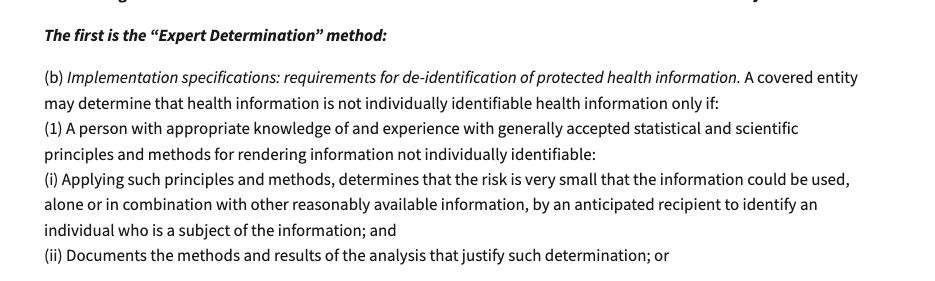 The first is the “Expert Determination” method:
(b) Implementation specifications: requirements for de-identification of protected health information. A covered entity
may determine that health information is not individually identifiable health information only if:
(1) A person with appropriate knowledge of and experience with generally accepted statistical and scientific
principles and methods for rendering information not individually identifiable:
(i) Applying such principles and methods, determines that the risk is very small that the information could be used,
alone or in combination with other reasonably available information, by an anticipated recipient to identify an
individual who is a subject of the information; and
(ii) Documents the methods and results of the analysis that justify such determination; or